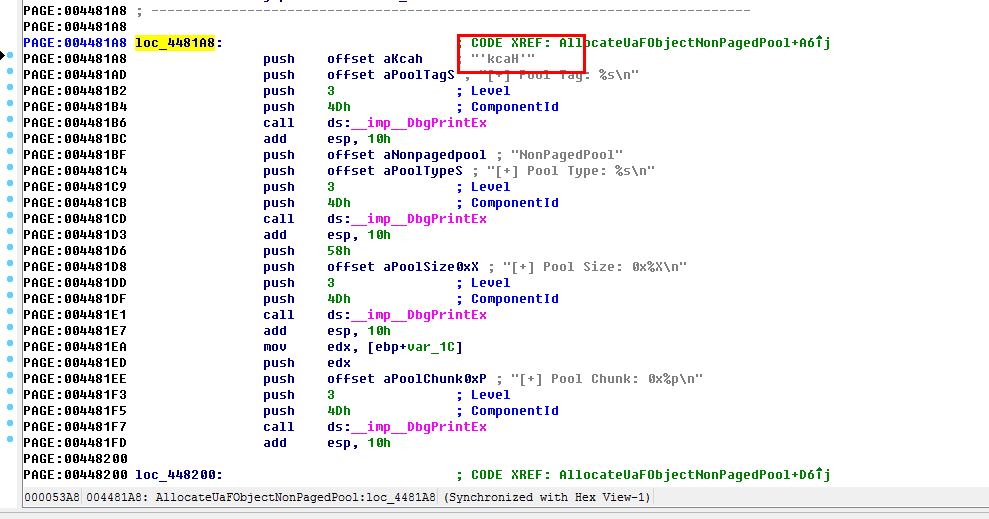 PAGE:004481A8 ; ---------------------------------------------------------------------------
PAGE:004481A8
PAGE:004481A8 loc_4481A8: ; CODE XREF: AllocateUaFObjectNonPagedPool+A6↑j
PAGE:004481A8 push offset aKcah ; "'kcaH'"
PAGE:004481AD push offset aPoolTagS ; "[+] Pool Tag: %s\n"
PAGE:004481B2 push 3 ; Level
PAGE:004481B4 push 4Dh ; ComponentId
PAGE:004481B6 call ds:__imp__DbgPrintEx
PAGE:004481BC add esp, 10h
PAGE:004481BF push offset aNonpagedpool ; "NonPagedPool"
PAGE:004481C4 push offset aPoolTypeS ; "[+] Pool Type: %s\n"
PAGE:004481C9 push 3 ; Level
PAGE:004481CB push 4Dh ; ComponentId
PAGE:004481CD call ds:__imp__DbgPrintEx
PAGE:004481D3 add esp, 10h
PAGE:004481D6 push 58h
PAGE:004481D8 push offset aPoolSize0xX ; "[+] Pool Size: 0x%X\n"
PAGE:004481DD push 3 ; Level
PAGE:004481DF push 4Dh ; ComponentId
PAGE:004481E1 call ds:__imp__DbgPrintEx
PAGE:004481E7 add esp, 10h
PAGE:004481EA mov edx, [ebp+var_1C]
PAGE:004481ED push edx
PAGE:004481EE push offset aPoolChunk0xP ; "[+] Pool Chunk: 0x%p\n"
PAGE:004481F3 push 3 ; Level
PAGE:004481F5 push 4Dh ; ComponentId
PAGE:004481F7 call ds:__imp__DbgPrintEx
PAGE:004481FD add esp, 10h
PAGE:00448200
PAGE:00448200 loc_448200: ; CODE XREF: AllocateUaFObjectNonPagedPool+D6↑j
000053A8 004481A8: AllocateUaFObjectNonPagedPool:loc_4481A8 (Synchronized with Hex View-1)